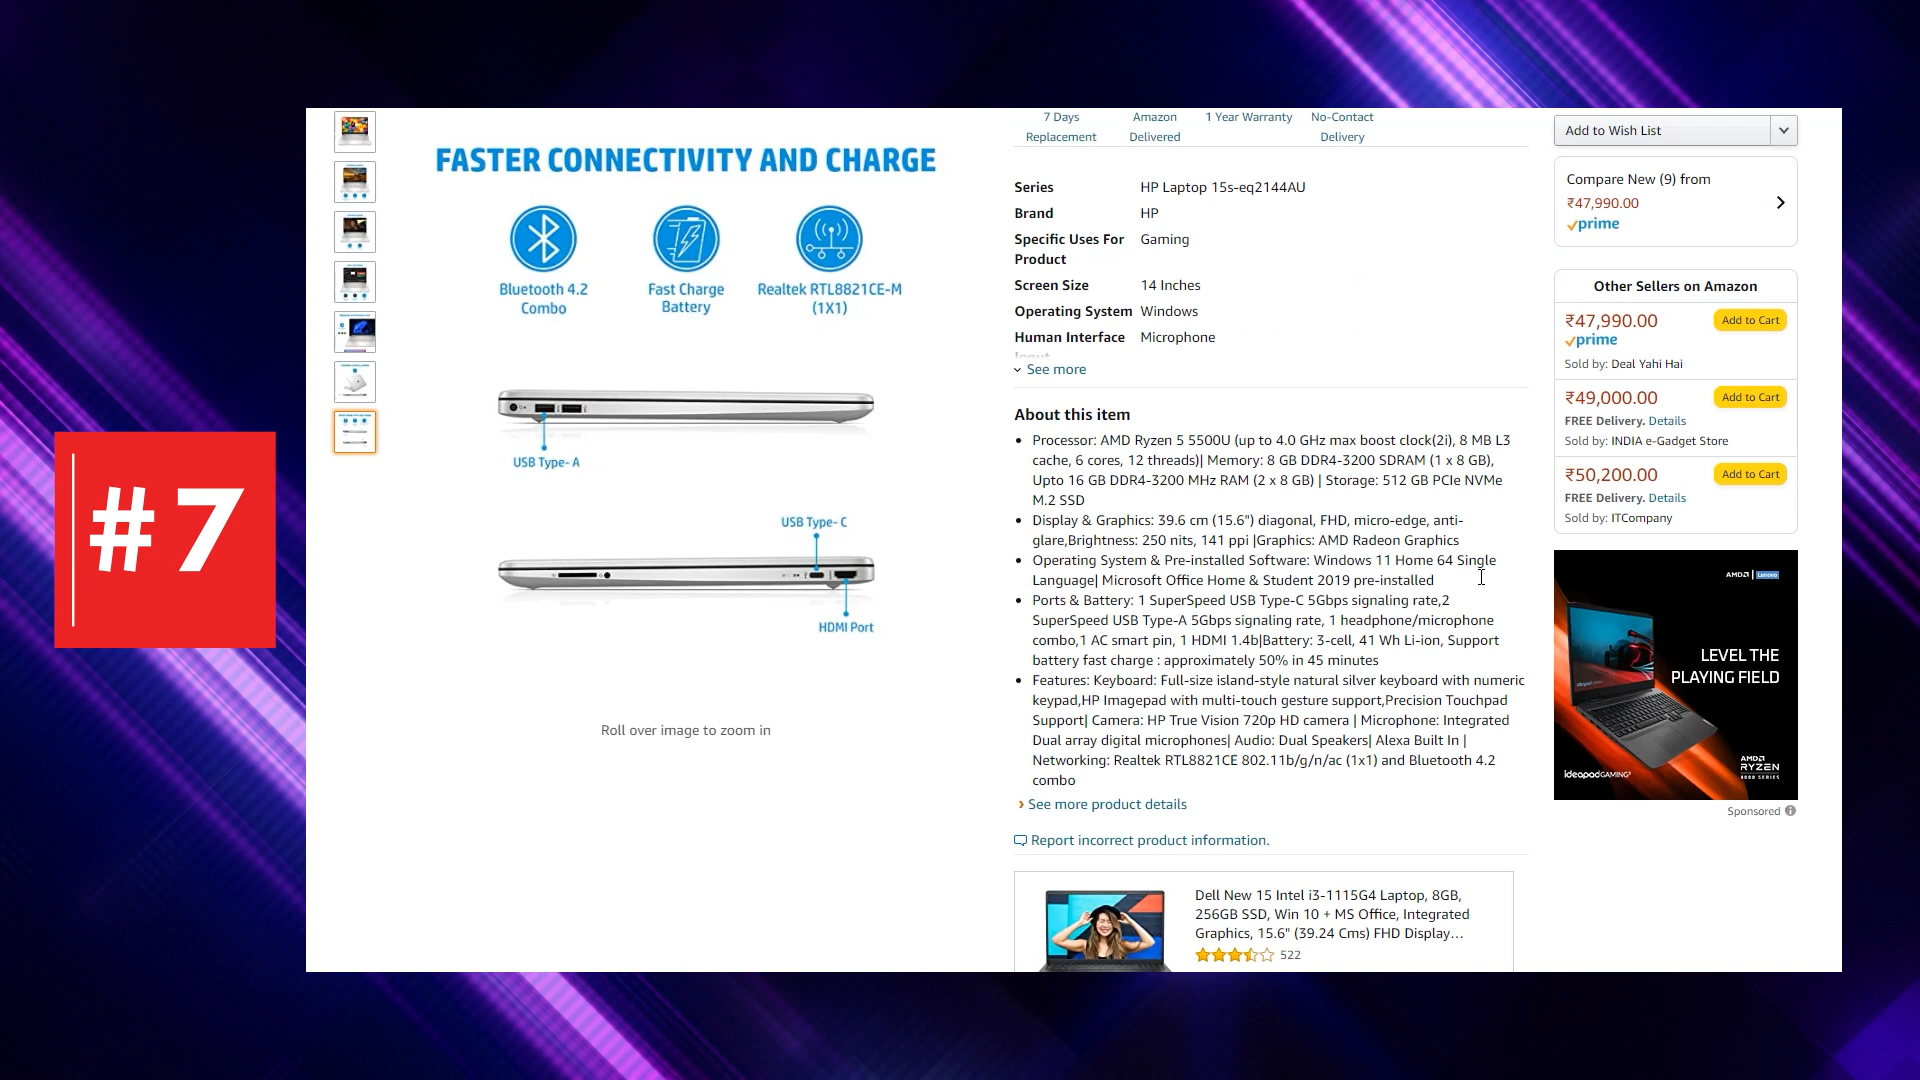 # 7
FASTER CONNECTIVITY AND CHARGE
Bluetooth 4.2
Combo
Fast Charge
Battery
Realtek RTL8821CE-M
(1X1)
USB Type- A
USB Type- C
HDMI Port
Roll over image to zoom in
7 Days
Replacement
Amazon
Delivered
1 Year Warranty
No-Contact
Delivery
Series HP Laptop 15s-eq2144AU
Brand HP
Specific Uses For Gaming
Product
Screen Size 14 Inches
Operating System Windows
Human Interface Microphone
Input
See more
About this item
• Processor: AMD Ryzen 5 5500U (up to 4.0 GHz max boost clock(2i), 8 MB L3
cache, 6 cores, 12 threads)| Memory: 8 GB DDR4-3200 SDRAM (1 x 8 GB),
Upto 16 GB DDR4-3200 MHz RAM (2 x 8 GB) | Storage: 512 GB PCIe NVMe
M.2 SSD
• Display & Graphics: 39.6 cm (15.6") diagonal, FHD, micro-edge, anti-
glare,Brightness: 250 nits, 141 ppi |Graphics: AMD Radeon Graphics
• Operating System & Pre-installed Software: Windows 11 Home 64 Single
Language| Microsoft Office Home & Student 2019 pre-installed
• Ports & Battery: 1 SuperSpeed USB Type-C 5Gbps signaling rate,2
SuperSpeed USB Type-A 5Gbps signaling rate, 1 headphone/microphone
combo,1 AC smart pin, 1 HDMI 1.4b|Battery: 3-cell, 41 Wh Li-ion, Support
battery fast charge : approximately 50% in 45 minutes
• Features: Keyboard: Full-size island-style natural silver keyboard with numeric
keypad,HP Imagepad with multi-touch gesture support,Precision Touchpad
Support| Camera: HP True Vision 720p HD camera | Microphone: Integrated
Dual array digital microphones| Audio: Dual Speakers| Alexa Built In |
Networking: Realtek RTL8821CE 802.11b/g/n/ac (1x1) and Bluetooth 4.2
combo
› See more product details
Report incorrect product information.
Dell New 15 Intel i3-1115G4 Laptop, 8GB,
256GB SSD, Win 10 + MS Office, Integrated
Graphics, 15.6" (39.24 Cms) FHD Display...
522
Add to Wish List
Compare New (9) from
₹47,990.00
prime
Other Sellers on Amazon
₹47,990.00 Add to Cart
prime
Sold by: Deal Yahi Hai
₹49,000.00 Add to Cart
FREE Delivery. Details
Sold by: INDIA e-Gadget Store
₹50,200.00 Add to Cart
FREE Delivery. Details
Sold by: ITCompany
AMD Lenovo
LEVEL THE
PLAYING FIELD
ideapadGAMING³
AMD
RYZEN
Sponsored